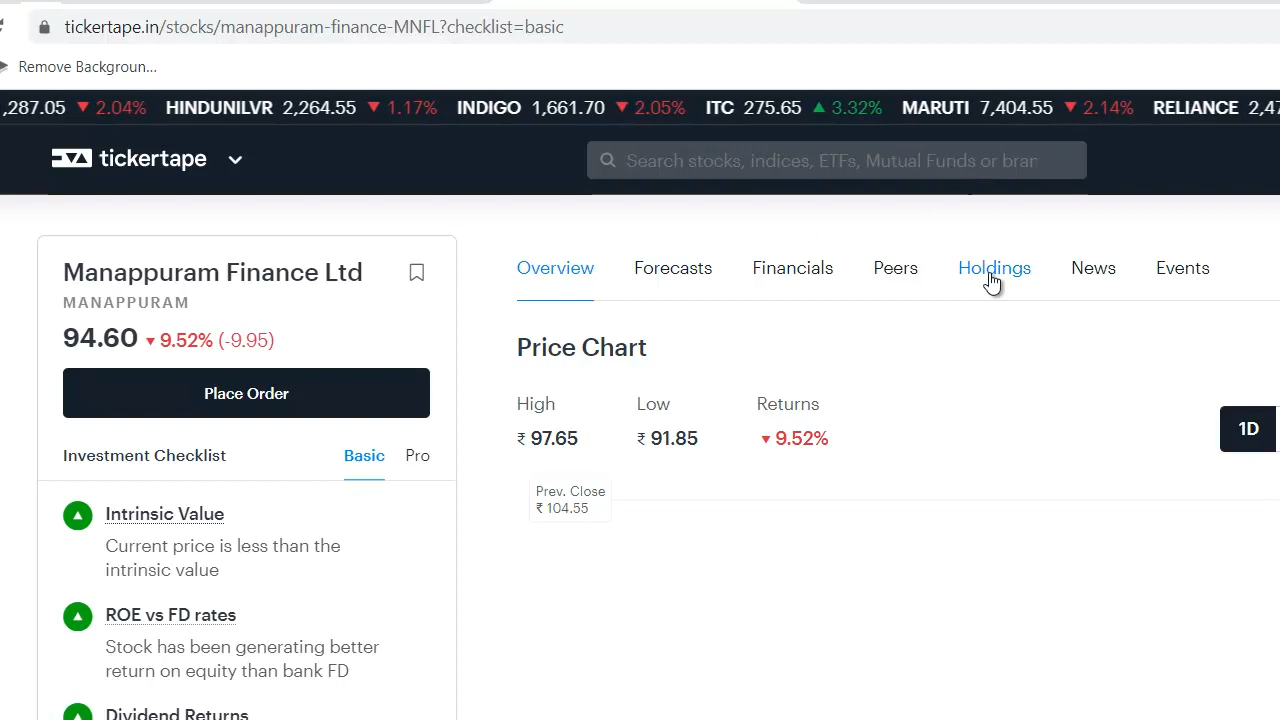 tickertape.in/stocks/manappuram-finance-MNFL?checklist=basic
Remove Backgroun...
,287.05 ▼ 2.04% HINDUNILVR 2,264.55 ▼ 1.17% INDIGO 1,661.70 ▼ 2.05% ITC 275.65 ▲ 3.32% MARUTI 7,404.55 ▼ 2.14% RELIANCE 2,47
tickertape
Search stocks, indices, ETFs, Mutual Funds or bran
Manappuram Finance Ltd
MANAPPURAM
94.60 ▼ 9.52% (-9.95)
Place Order
Investment Checklist Basic Pro
Intrinsic Value
Current price is less than the
intrinsic value
ROE vs FD rates
Stock has been generating better
return on equity than bank FD
Dividend Returns
Overview Forecasts Financials Peers Holdings News Events
Price Chart
High Low Returns
₹ 97.65 ₹ 91.85 ▼ 9.52%
1D
Prev. Close
₹ 104.55